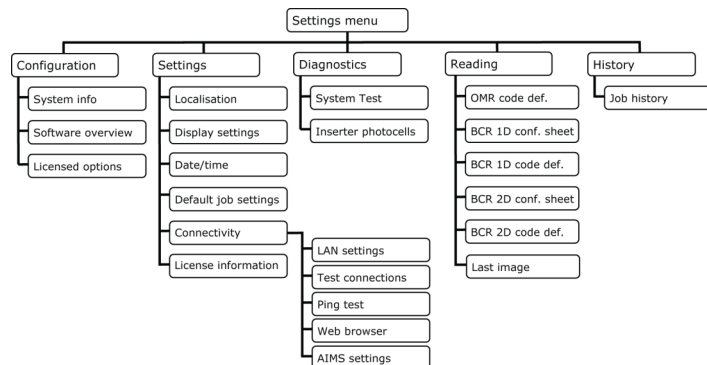 Settings menu
Configuration
System info
Software overview
Licensed options
Settings
Localisation
Display settings
Date/time
Default job settings
Connectivity
LAN settings
Test connections
Ping test
Web browser
AIMS settings
License information
Diagnostics
System Test
Inserter photocells
Reading
OMR code def.
BCR 1D conf. sheet
BCR 1D code def.
BCR 2D conf. sheet
BCR 2D code def.
Last image
History
Job history